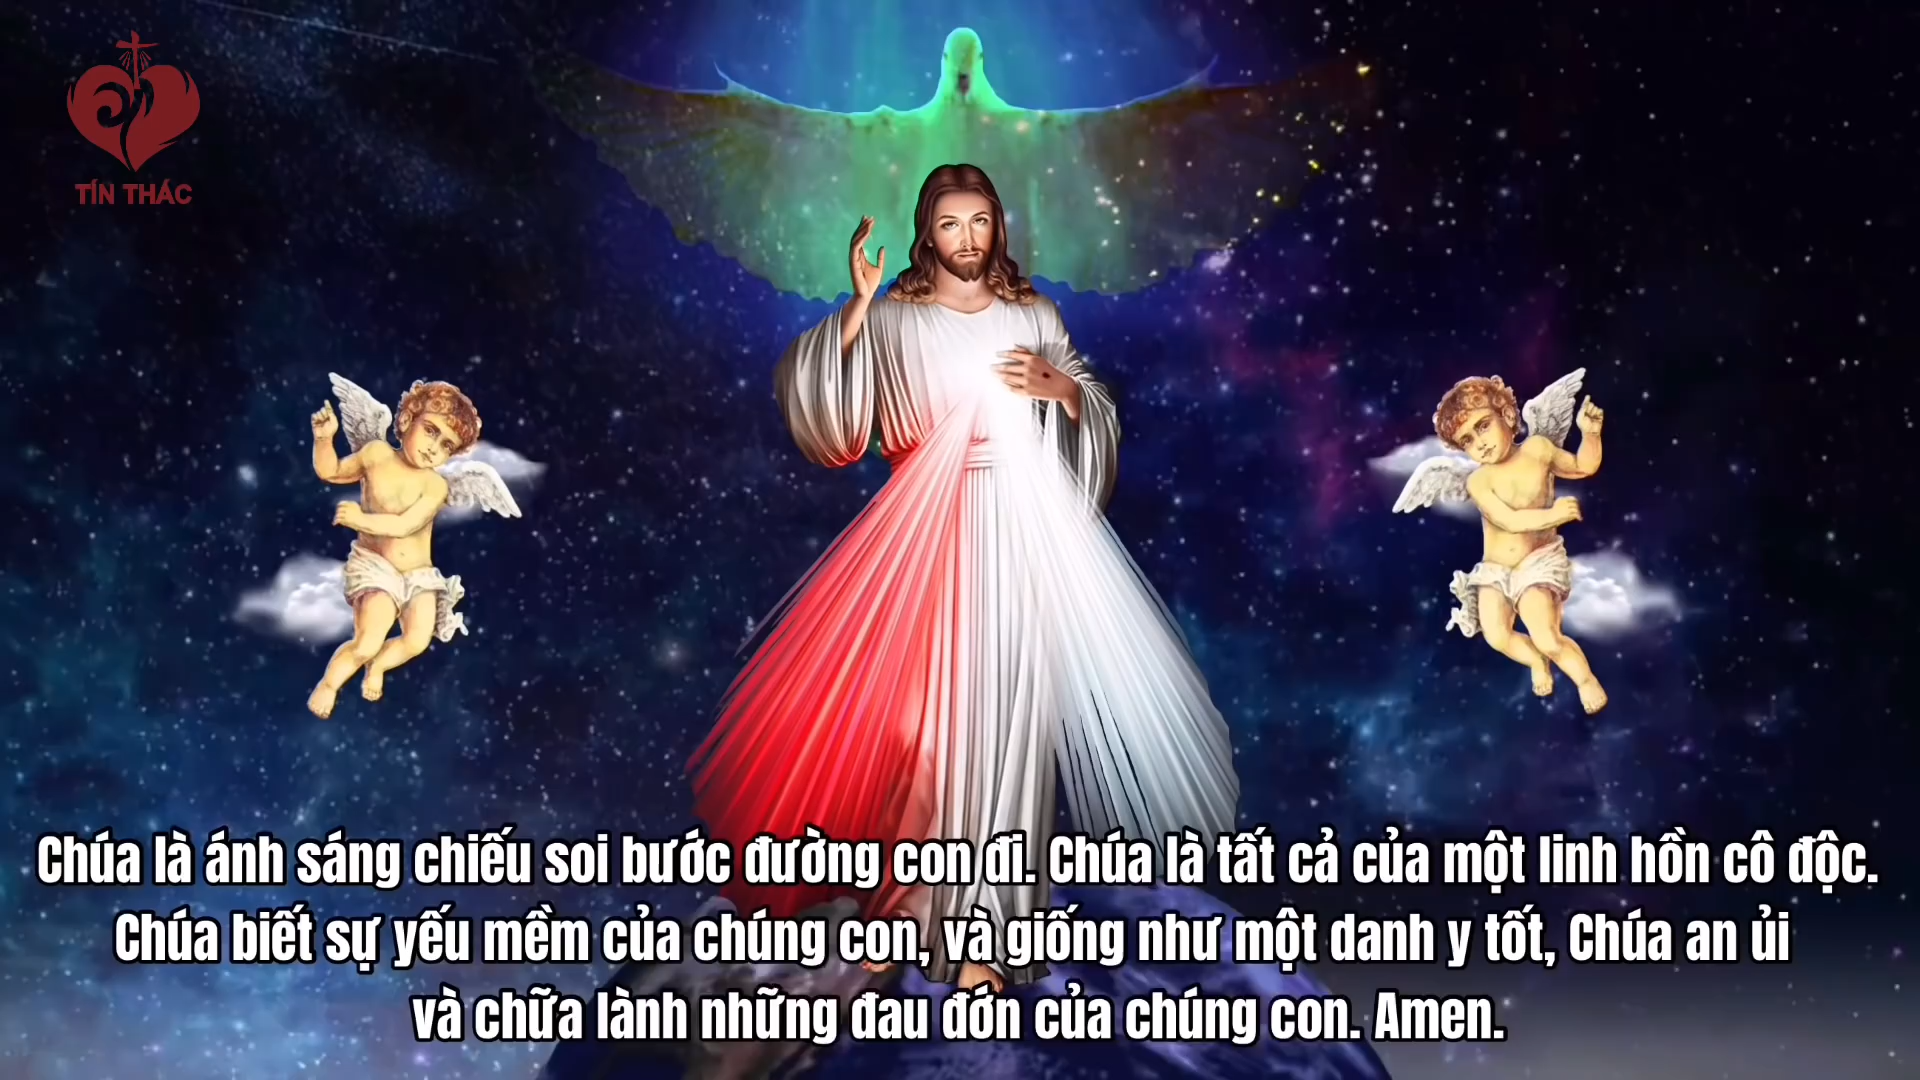 TÍN THÁC
Chúa là ánh sáng chiếu soi bước đường con đi. Chúa là tất cả của một linh hồn cô độc.
Chúa biết sự yếu mềm của chúng con, và giống như một danh y tốt, Chúa an ủi
và chữa lành những đau đớn của chúng con. Amen.